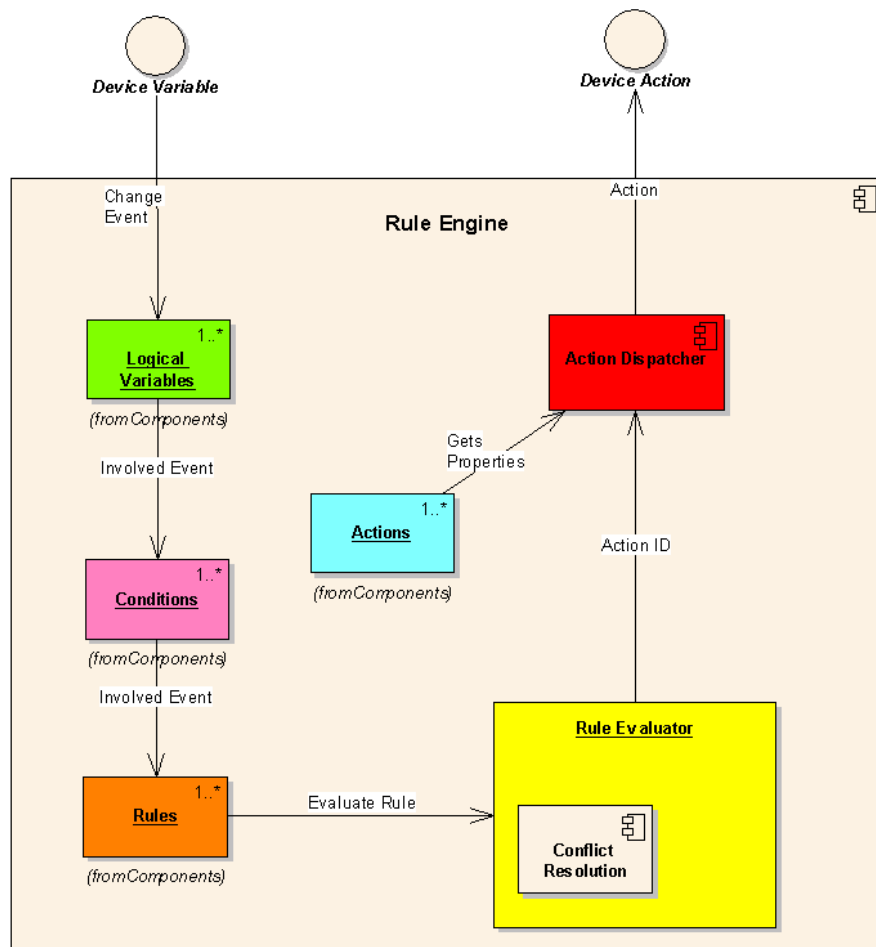 Device Variable
Device Action
Change
Event
Action
Rule Engine
1..*
Logical
Variables
(fromComponents)
Action Dispatcher
Involved Event
Gets
Properties
1..*
Actions
(fromComponents)
Action ID
1..*
Conditions
(fromComponents)
Involved Event
1..*
Rules
(fromComponents)
Evaluate Rule
Rule Evaluator
Conflict
Resolution